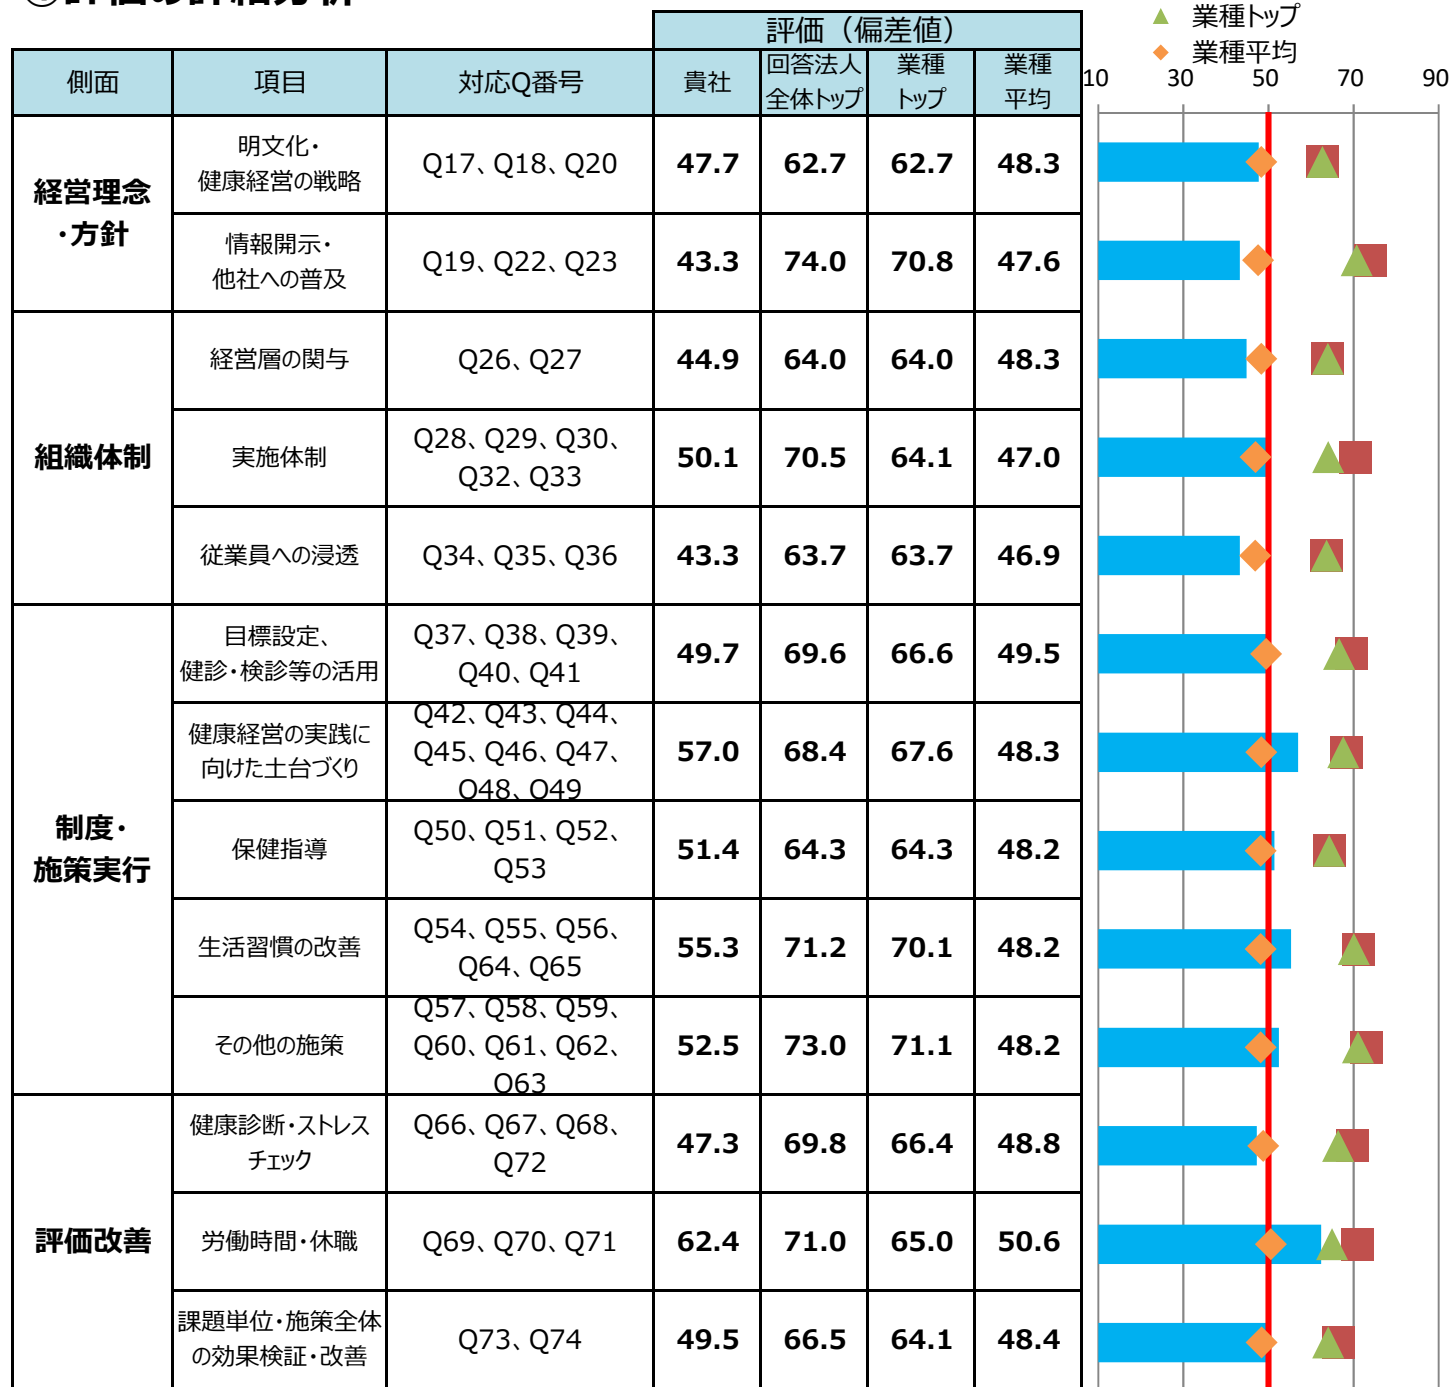 評価（偏差値）
側面 項目 対応Q番号 貴社 回答法人 業種 業種
全体トップ トップ 平均
▲ 業種トップ
◆ 業種平均
10 30 50 70 90
経営理念
・方針
明文化・
健康経営の戦略
Q17、Q18、Q20 47.7 62.7 62.7 48.3
情報開示・
他社への普及
Q19、Q22、Q23 43.3 74.0 70.8 47.6
組織体制
経営層の関与 Q26、Q27 44.9 64.0 64.0 48.3
実施体制
Q28、Q29、Q30、
Q32、Q33
50.1 70.5 64.1 47.0
従業員への浸透 Q34、Q35、Q36 43.3 63.7 63.7 46.9
制度・
施策実行
目標設定、
健診・検診等の活用
Q37、Q38、Q39、
Q40、Q41
49.7 69.6 66.6 49.5
健康経営の実践に
向けた土台づくり
Q42、Q43、Q44、
Q45、Q46、Q47、
Q48、Q49
57.0 68.4 67.6 48.3
保健指導
Q50、Q51、Q52、
Q53
51.4 64.3 64.3 48.2
生活習慣の改善
Q54、Q55、Q56、
Q64、Q65
55.3 71.2 70.1 48.2
その他の施策
Q57、Q58、Q59、
Q60、Q61、Q62、
Q63
52.5 73.0 71.1 48.2
評価改善
健康診断・ストレス
チェック
Q66、Q67、Q68、
Q72
47.3 69.8 66.4 48.8
労働時間・休職 Q69、Q70、Q71 62.4 71.0 65.0 50.6
課題単位・施策全体
の効果検証・改善
Q73、Q74 49.5 66.5 64.1 48.4